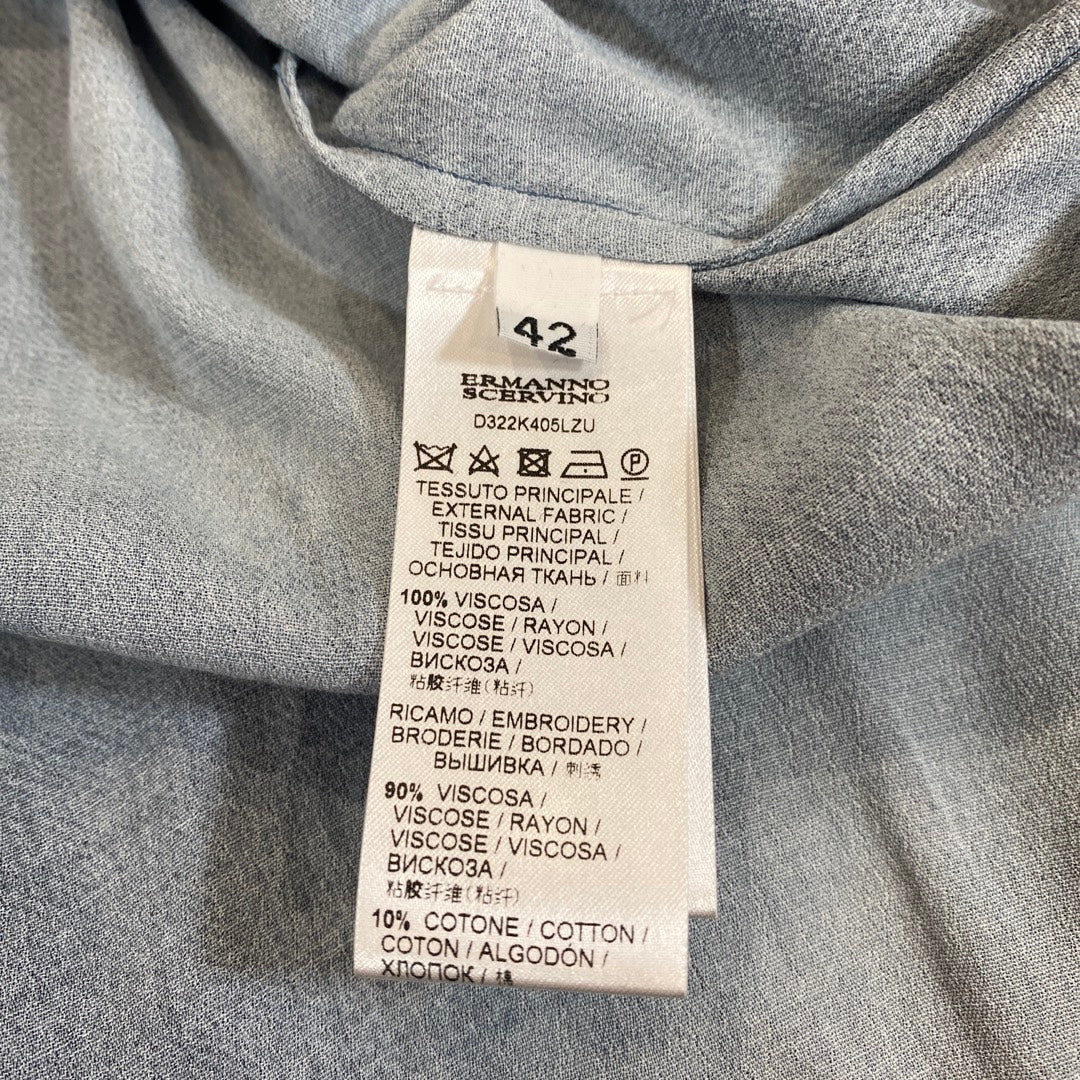 42
ERMANNO
SCERVINO
D322K405LZU
P
TESSUTO PRINCIPALE /
EXTERNAL FABRIC /
TISSU PRINCIPAL /
TEJIDO PRINCIPAL /
ОСНОВНАЯ ТКАНЬ / 面料
100% VISCOSA /
VISCOSE / RAYON /
VISCOSE / VISCOSA /
ВИСКОЗА /
粘胶纤维(粘纤)
RICAMO / EMBROIDERY /
BRODERIE / BORDADO /
ВЫШИВКА / 刺绣
90% VISCOSA /
VISCOSE / RAYON /
VISCOSE / VISCOSA /
ВИСКОЗА /
粘胶纤维(粘纤)
10% COTONE / COTTON /
COTON / ALGODÓN /
ХЛОПОК / 棉